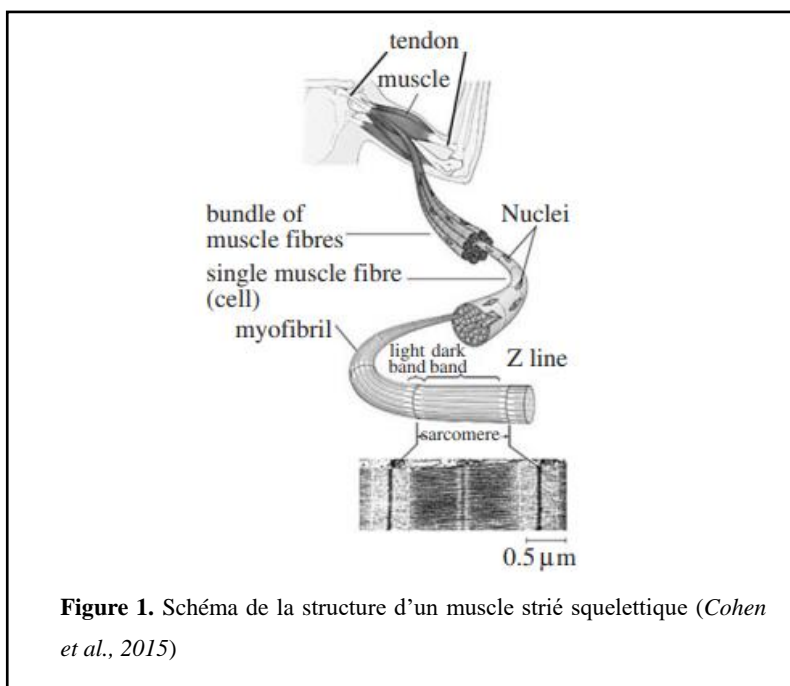 tendon
muscle
bundle of
muscle fibres
Nuclei
single muscle fibre
(cell)
myofibril
light dark
band band
Z line
sarcomere
0.5 µm
Figure 1. Schéma de la structure d’un muscle strié squelettique (Cohen
et al., 2015)